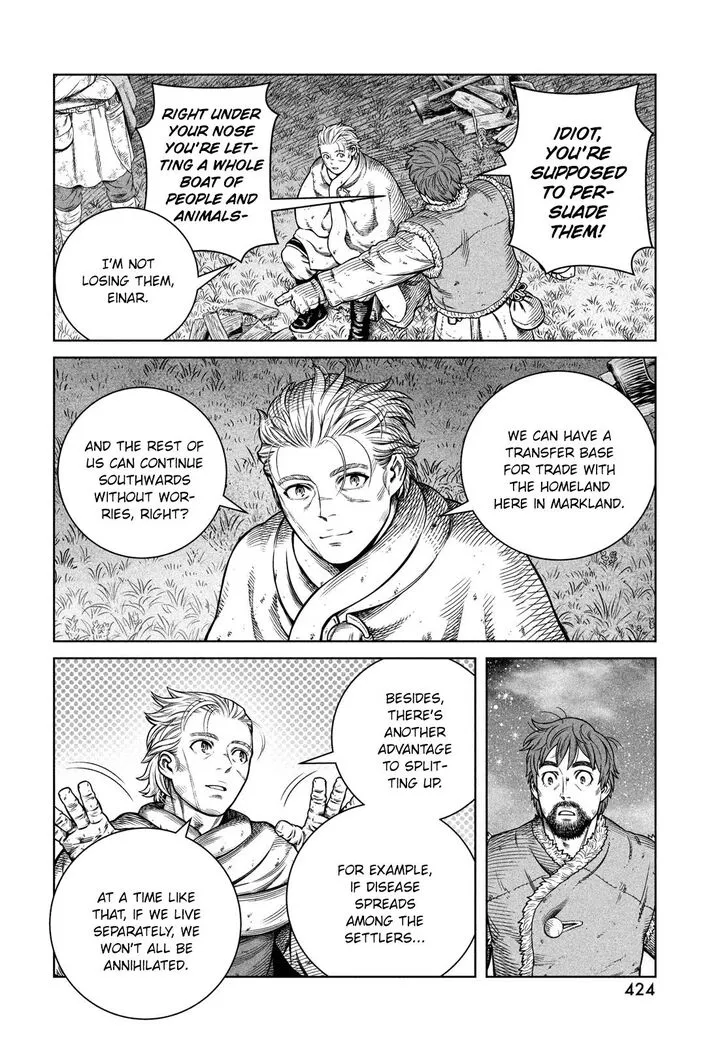 IDIOT,
YOU'RE
SUPPOSED
TO PER-
SUADE
THEM!
RIGHT UNDER
YOUR NOSE
YOU'RE LET-
TING A WHOLE
BOAT OF
PEOPLE AND
ANIMALS-
I'M NOT
LOSING THEM,
EINAR.
WE CAN HAVE A
TRANSFER BASE
FOR TRADE WITH
THE HOMELAND
HERE IN MARKLAND.
AND THE REST OF
US CAN CONTINUE
SOUTHWARDS
WITHOUT WOR-
RIES, RIGHT?
BESIDES,
THERE'S
ANOTHER
ADVANTAGE
TO SPLIT-
TING UP.
FOR EXAMPLE,
IF DISEASE
SPREADS
AMONG THE
SETTLERS...
AT A TIME LIKE
THAT, IF WE LIVE
SEPARATELY, WE
WON'T ALL BE
ANNIHILATED.
424